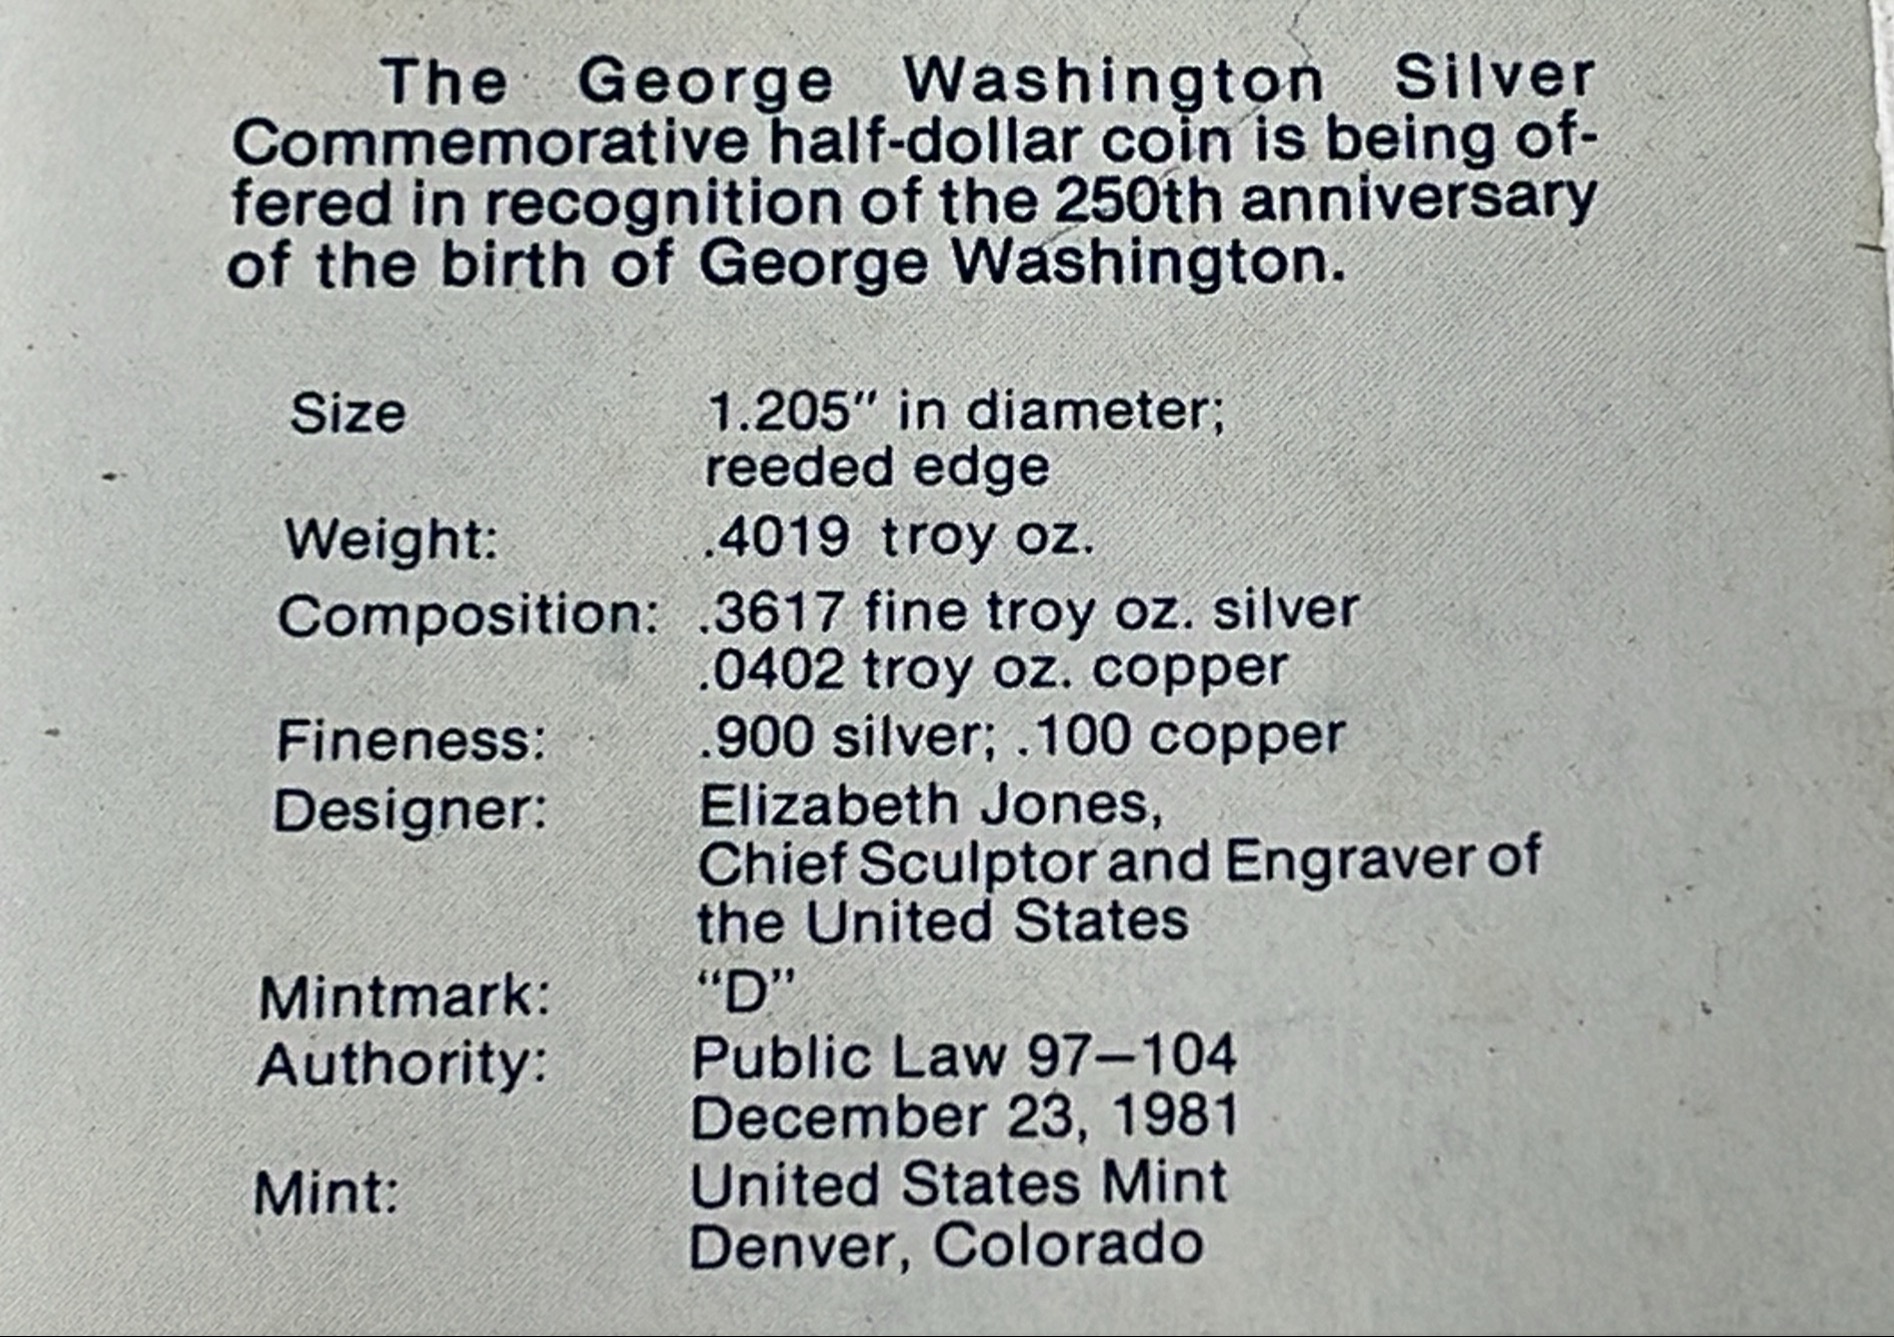 The George Washington Silver
Commemorative half-dollar coin is being of-
fered in recognition of the 250th anniversary
of the birth of George Washington.
Size 1.205" in diameter;
reeded edge
Weight: .4019 troy oz.
Composition: .3617 fine troy oz. silver
.0402 troy oz. copper
Fineness: .900 silver; .100 copper
Designer: Elizabeth Jones,
Chief Sculptor and Engraver of
the United States
Mintmark: “D”
Authority: Public Law 97–104
December 23, 1981
Mint: United States Mint
Denver, Colorado